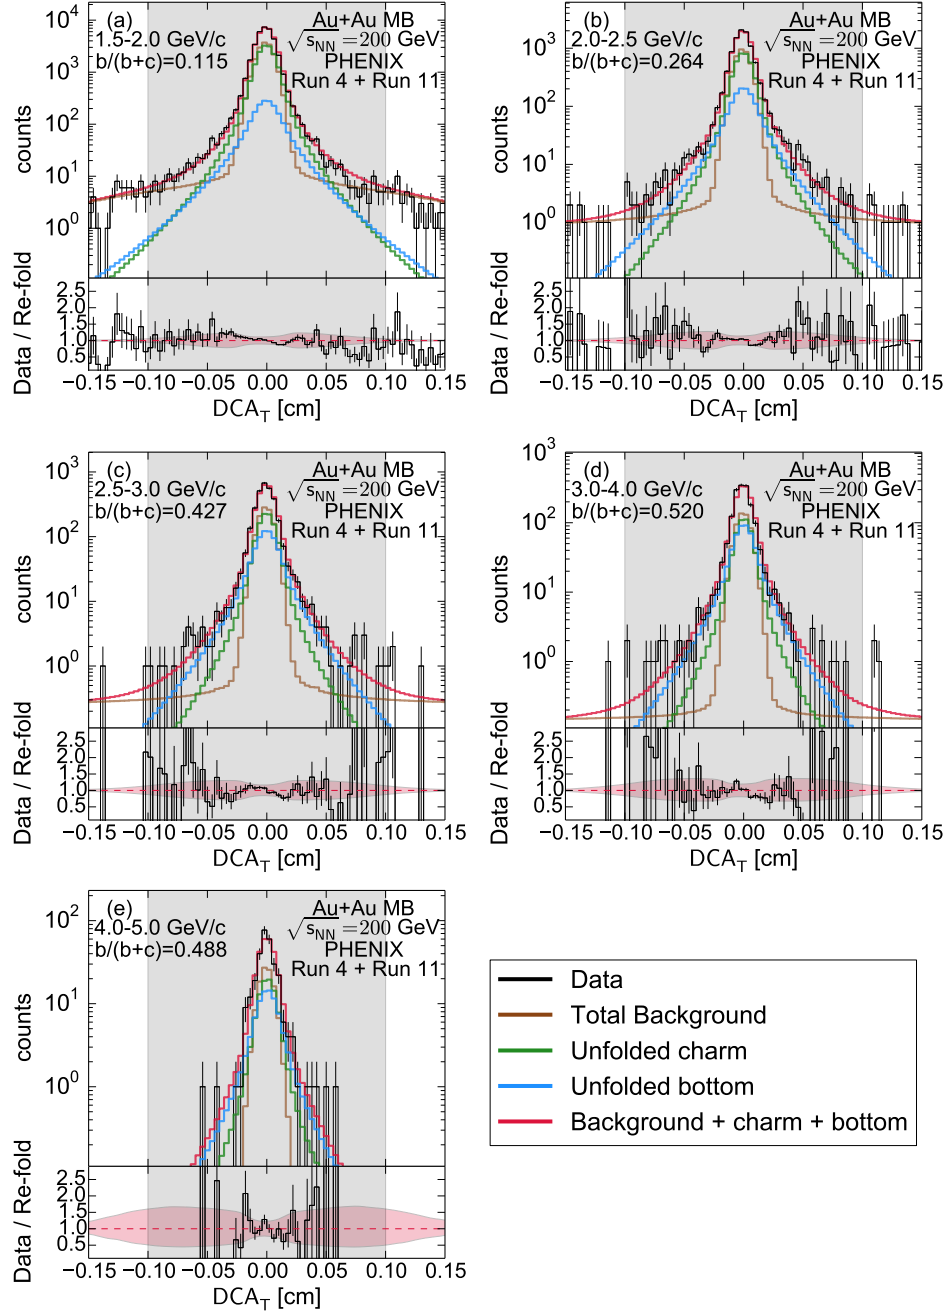 (a)
Au+Au MB
1.5-2.0 GeV/c
√s_NN = 200 GeV
b/(b+c)=0.115
PHENIX
Run 4 + Run 11
counts
10^4
10^3
10^2
10^1
10^0
Data / Re-fold
2.5
2.0
1.5
1.0
0.5
−0.15 −0.10 −0.05 0.00 0.05 0.10 0.15
DCA_T [cm]
(b)
Au+Au MB
2.0-2.5 GeV/c
√s_NN = 200 GeV
b/(b+c)=0.264
PHENIX
Run 4 + Run 11
counts
10^3
10^2
10^1
10^0
Data / Re-fold
2.5
2.0
1.5
1.0
0.5
−0.15 −0.10 −0.05 0.00 0.05 0.10 0.15
DCA_T [cm]
(c)
Au+Au MB
2.5-3.0 GeV/c
√s_NN = 200 GeV
b/(b+c)=0.427
PHENIX
Run 4 + Run 11
counts
10^3
10^2
10^1
10^0
Data / Re-fold
2.5
2.0
1.5
1.0
0.5
−0.15 −0.10 −0.05 0.00 0.05 0.10 0.15
DCA_T [cm]
(d)
Au+Au MB
3.0-4.0 GeV/c
√s_NN = 200 GeV
b/(b+c)=0.520
PHENIX
Run 4 + Run 11
counts
10^3
10^2
10^1
10^0
Data / Re-fold
2.5
2.0
1.5
1.0
0.5
−0.15 −0.10 −0.05 0.00 0.05 0.10 0.15
DCA_T [cm]
(e)
Au+Au MB
4.0-5.0 GeV/c
√s_NN = 200 GeV
b/(b+c)=0.488
PHENIX
Run 4 + Run 11
counts
10^2
10^1
10^0
Data / Re-fold
2.5
2.0
1.5
1.0
0.5
−0.15 −0.10 −0.05 0.00 0.05 0.10 0.15
DCA_T [cm]
Data
Total Background
Unfolded charm
Unfolded bottom
Background + charm + bottom